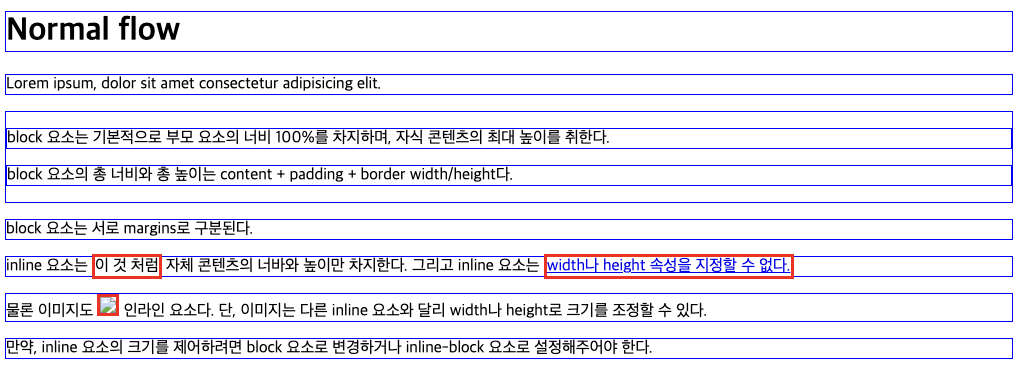 Normal flow
Lorem ipsum, dolor sit amet consectetur adipisicing elit.
block 요소는 기본적으로 부모 요소의 너비 100%를 차지하며, 자식 콘텐츠의 최대 높이를 취한다.
block 요소의 총 너비와 총 높이는 content + padding + border width/height다.
block 요소는 서로 margins로 구분된다.
inline 요소는 이 것 처럼 자체 콘텐츠의 너바와 높이만 차지한다. 그리고 inline 요소는 width나 height 속성을 지정할 수 없다.
물론 이미지도 인라인 요소다. 단, 이미지는 다른 inline 요소와 달리 width나 height로 크기를 조정할 수 있다.
만약, inline 요소의 크기를 제어하려면 block 요소로 변경하거나 inline-block 요소로 설정해주어야 한다.